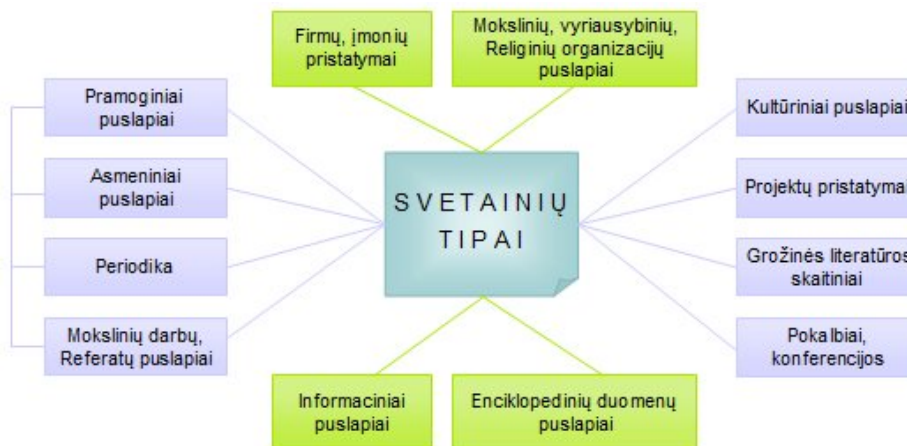 Firmų, įmonių
pristatymai
Mokslinių, vyriausybinių,
Religinių organizacijų
puslapiai
Pramoginiai
puslapiai
Asmeniniai
puslapiai
Periodika
Mokslinių darbų,
Referatų puslapiai
SVETAINIŲ
TIPAI
Kultūriniai puslapiai
Projektų pristatymai
Grožinės literatūros
skaitiniai
Pokalbiai,
konferencijos
Informaciniai
puslapiai
Enciklopedinių duomenų
puslapiai